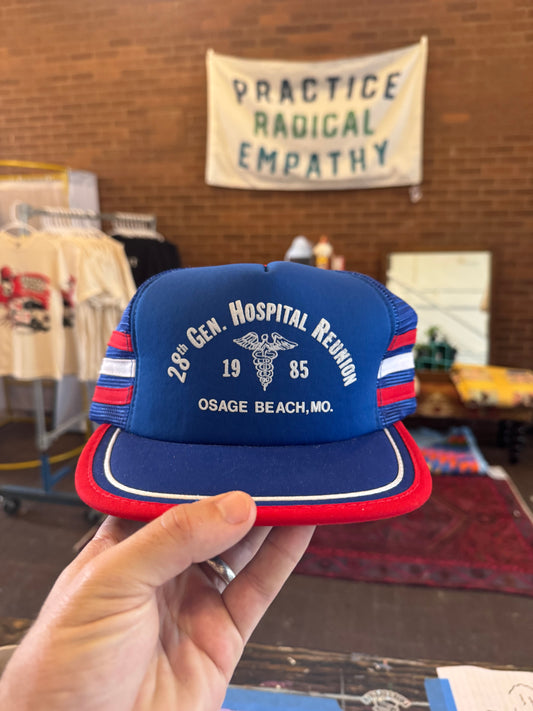 PRACTICE
RADICAL
EMPATHY
28th GEN. HOSPITAL REUNION
19 85
OSAGE BEACH, MO.